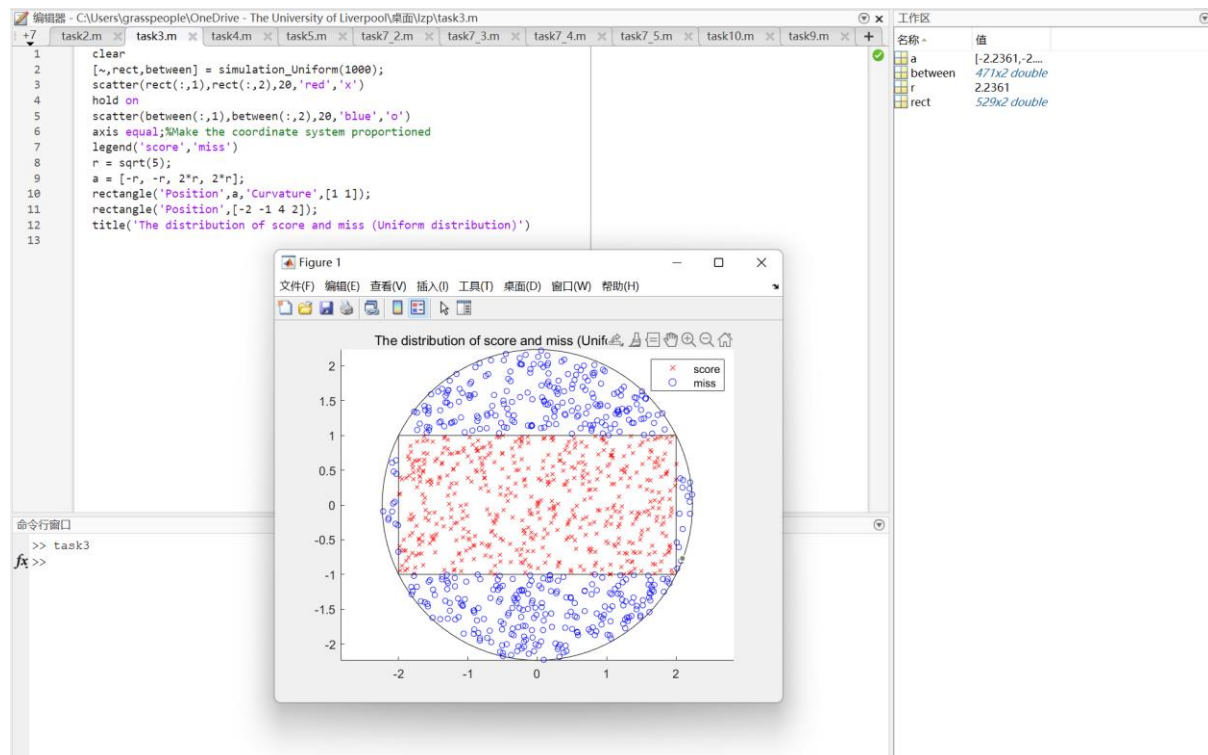 编辑器 - C:\Users\grasspeople\OneDrive - The University of Liverpool\桌面\lzp\task3.m
+7 task2.m task3.m task4.m task5.m task7_2.m task7_3.m task7_4.m task7_5.m task10.m task9.m +
1 clear
2 [~,rect,between] = simulation_Uniform(1000);
3 scatter(rect(:,1),rect(:,2),20,'red','x')
4 hold on
5 scatter(between(:,1),between(:,2),20,'blue','o')
6 axis equal;%Make the coordinate system proportioned
7 legend('score','miss')
8 r = sqrt(5);
9 a = [-r, -r, 2*r, 2*r];
10 rectangle('Position',a,'Curvature',[1 1]);
11 rectangle('Position',[-2 -1 4 2]);
12 title('The distribution of score and miss (Uniform distribution)')
13
工作区
名称 值
a [-2.2361,-2....
between 471x2 double
r 2.2361
rect 529x2 double
Figure 1
文件(F) 编辑(E) 查看(V) 插入(I) 工具(T) 桌面(D) 窗口(W) 帮助(H)
The distribution of score and miss (Unif
score
miss
2
1.5
1
0.5
0
-0.5
-1
-1.5
-2
-2 -1 0 1 2
命令行窗口
>> task3
fx >>